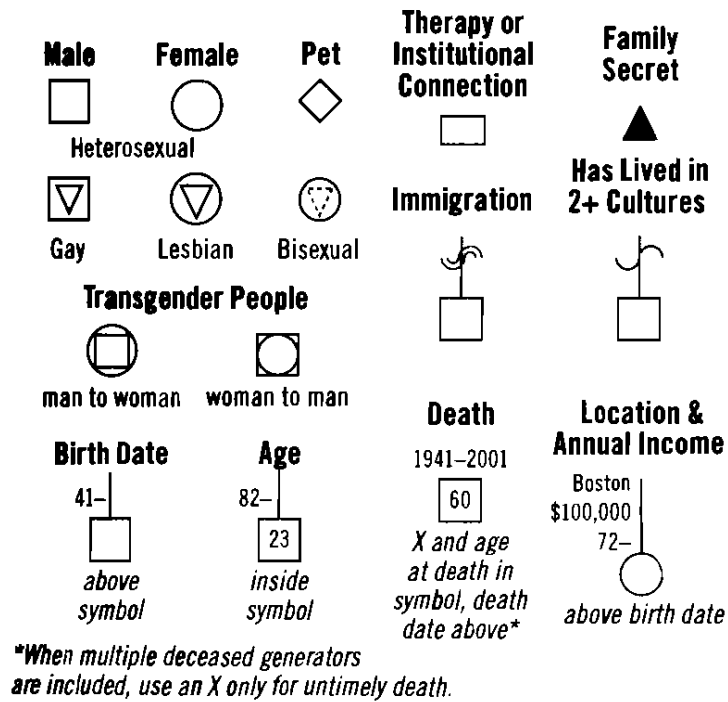 Male Female Pet
Heterosexual
Gay Lesbian Bisexual
Transgender People
man to woman woman to man
Birth Date
41–
above
symbol
Age
82–
23
inside
symbol
Therapy or
Institutional
Connection
Family
Secret
Immigration
Has Lived in
2+ Cultures
Death
1941–2001
60
X and age
at death in
symbol, death
date above*
Location &
Annual Income
Boston
$100,000
72–
above birth date
*When multiple deceased generators
are included, use an X only for untimely death.